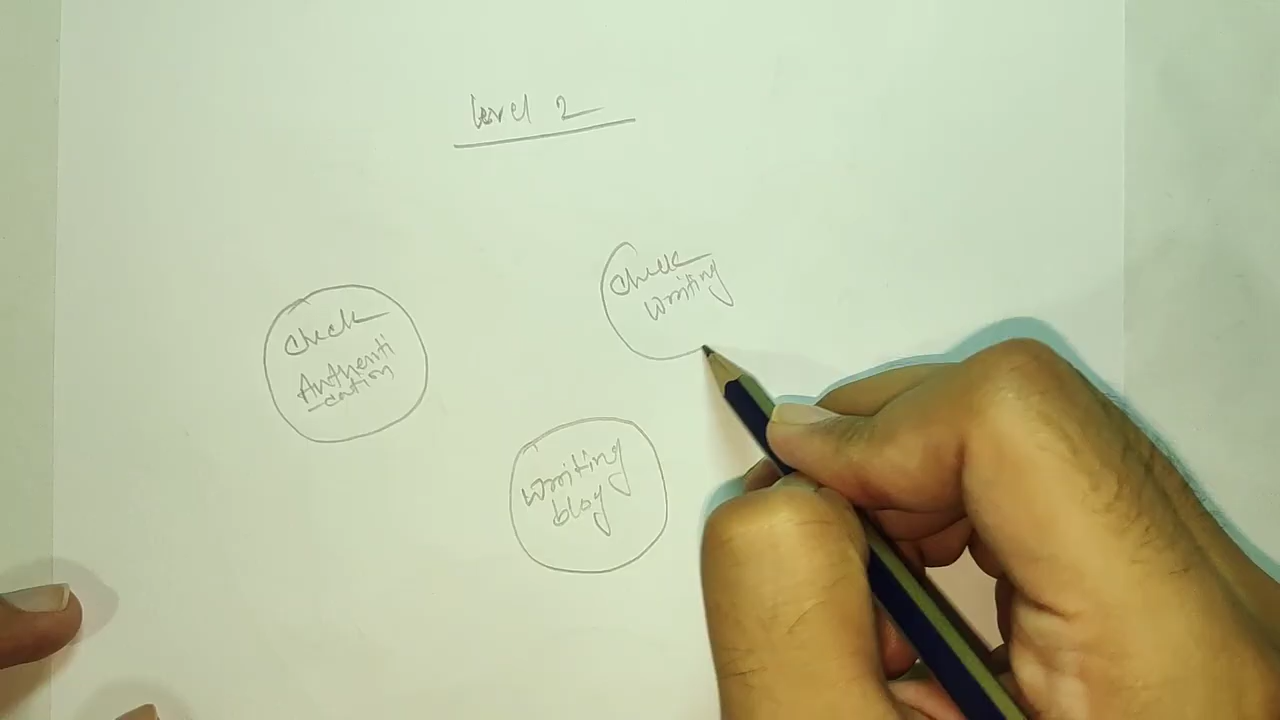 Level 2
Check
Authenti
-cation
Check
writing
writing
blog